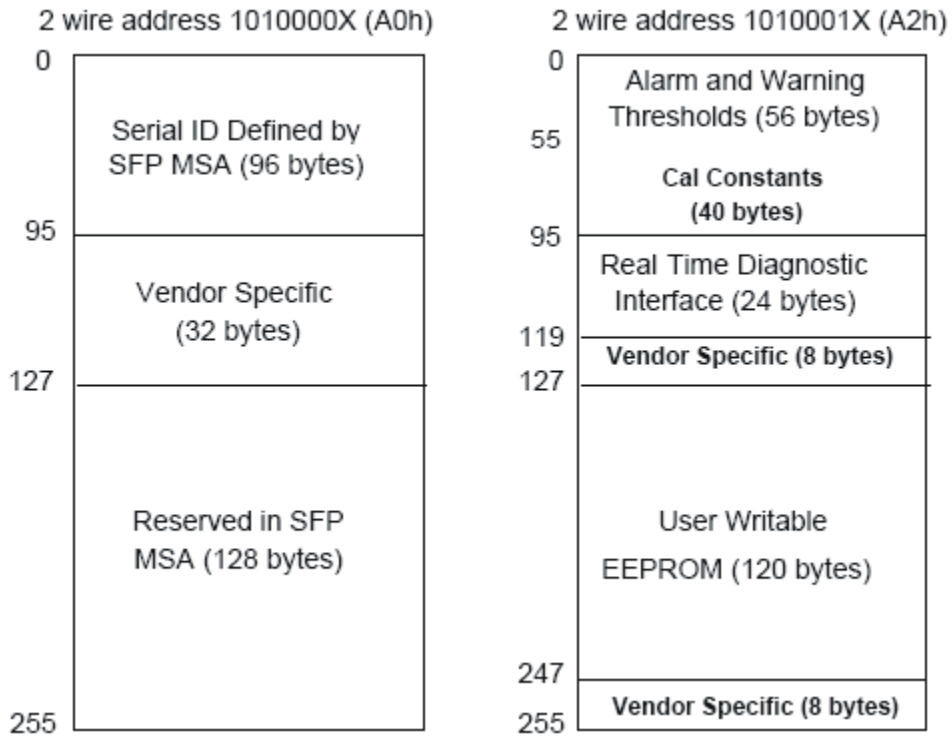 2 wire address 1010000X (A0h)
0
Serial ID Defined by
SFP MSA (96 bytes)
95
Vendor Specific
(32 bytes)
127
Reserved in SFP
MSA (128 bytes)
255
2 wire address 1010001X (A2h)
0
Alarm and Warning
Thresholds (56 bytes)
55
Cal Constants
(40 bytes)
95
Real Time Diagnostic
Interface (24 bytes)
119
Vendor Specific (8 bytes)
127
User Writable
EEPROM (120 bytes)
247
Vendor Specific (8 bytes)
255